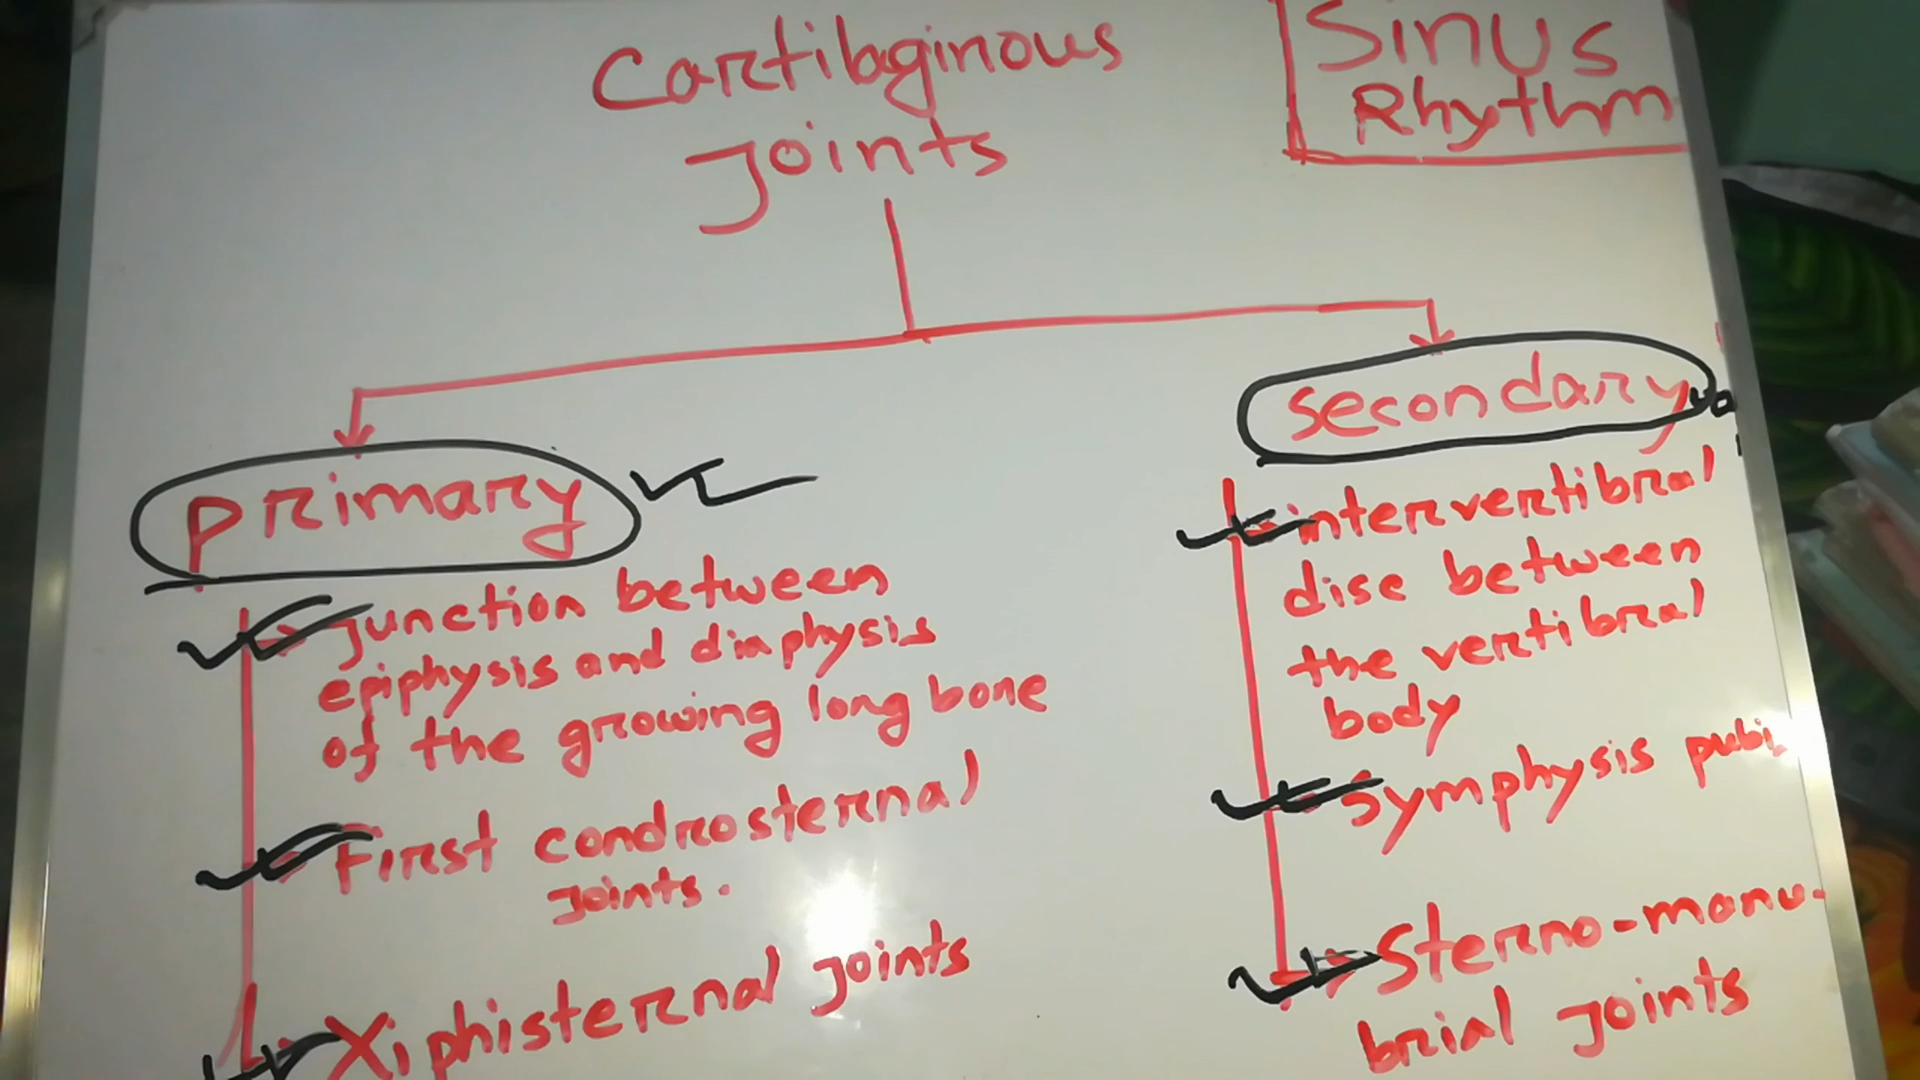 Cartilaginous
Joints
Sinus
Rhythm
primary
Junction between
epiphysis and diaphysis
of the growing long bone
First condrosternal
joints.
Xiphisternal joints
secondary
intervertibral
disc between
the vertibral
body
Symphysis pubi
Sterno-manu-
brial joints